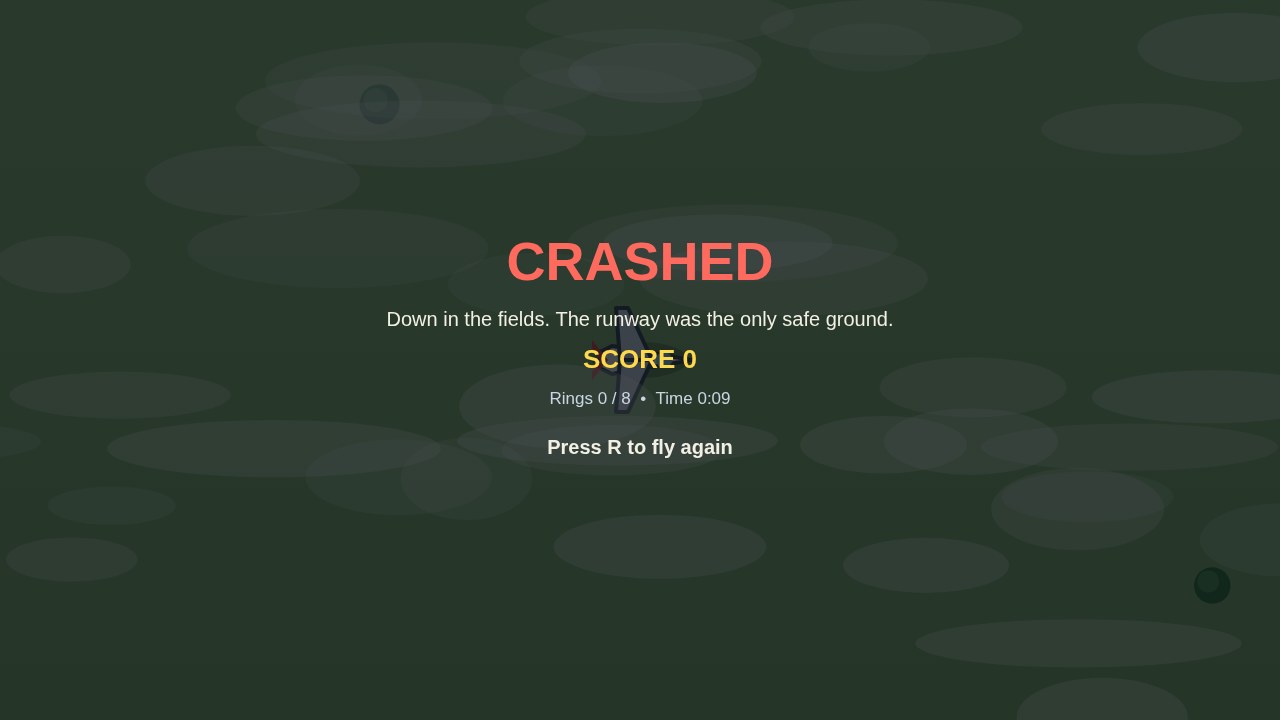 CRASHED
Down in the fields. The runway was the only safe ground.
SCORE 0
Rings 0 / 8 • Time 0:09
Press R to fly again